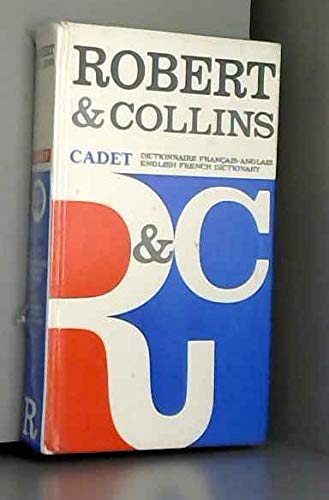 ROBERT
& COLLINS
CADET DICTIONNAIRE FRANÇAIS-ANGLAIS
ENGLISH FRENCH DICTIONARY
R&C
R